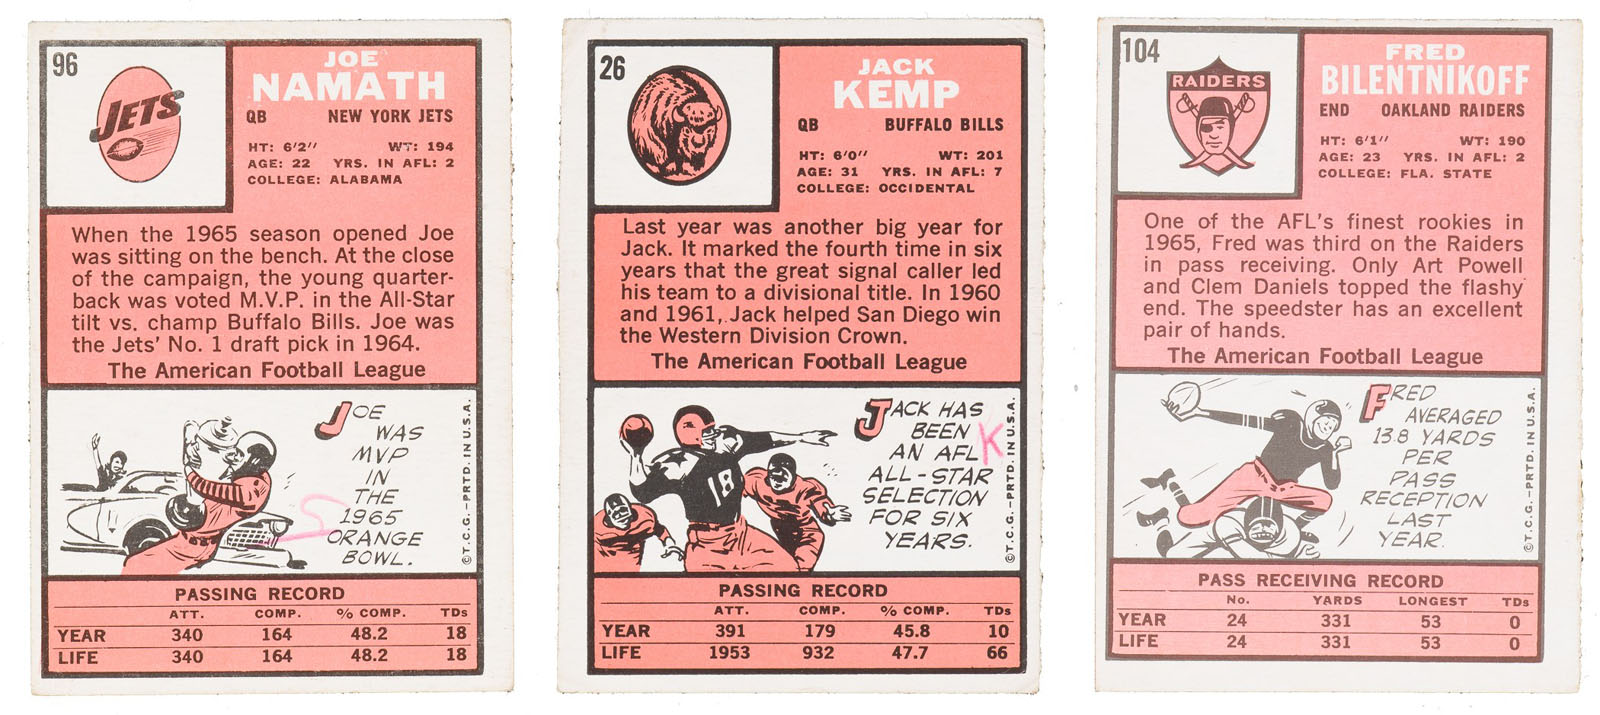 96
JETS
JOE
NAMATH
QB NEW YORK JETS
HT: 6'2" WT: 194
AGE: 22 YRS. IN AFL: 2
COLLEGE: ALABAMA
When the 1965 season opened Joe
was sitting on the bench. At the close
of the campaign, the young quarter-
back was voted M.V.P. in the All-Star
tilt vs. champ Buffalo Bills. Joe was
the Jets' No. 1 draft pick in 1964.
The American Football League
JOE
WAS
MVP
IN
THE
1965
ORANGE
BOWL.
© T.C.G.—PRTD. IN U.S.A.
PASSING RECORD
ATT. COMP. % COMP. TDs
YEAR 340 164 48.2 18
LIFE 340 164 48.2 18
26
JACK
KEMP
QB BUFFALO BILLS
HT: 6'0" WT: 201
AGE: 31 YRS. IN AFL: 7
COLLEGE: OCCIDENTAL
Last year was another big year for
Jack. It marked the fourth time in six
years that the great signal caller led
his team to a divisional title. In 1960
and 1961, Jack helped San Diego win
the Western Division Crown.
The American Football League
18
JACK HAS
BEEN
AN AFL
ALL-STAR
SELECTION
FOR SIX
YEARS.
K
© T.C.G.—PRTD. IN U.S.A.
PASSING RECORD
ATT. COMP. % COMP. TDs
YEAR 391 179 45.8 10
LIFE 1953 932 47.7 66
104
RAIDERS
FRED
BILENTNIKOFF
END OAKLAND RAIDERS
HT: 6'1" WT: 190
AGE: 23 YRS. IN AFL: 2
COLLEGE: FLA. STATE
One of the AFL's finest rookies in
1965, Fred was third on the Raiders
in pass receiving. Only Art Powell
and Clem Daniels topped the flashy
end. The speedster has an excellent
pair of hands.
The American Football League
FRED
AVERAGED
13.8 YARDS
PER
PASS
RECEPTION
LAST
YEAR
© T.C.G.—PRTD. IN U.S.A.
PASS RECEIVING RECORD
No. YARDS LONGEST TDs
YEAR 24 331 53 0
LIFE 24 331 53 0